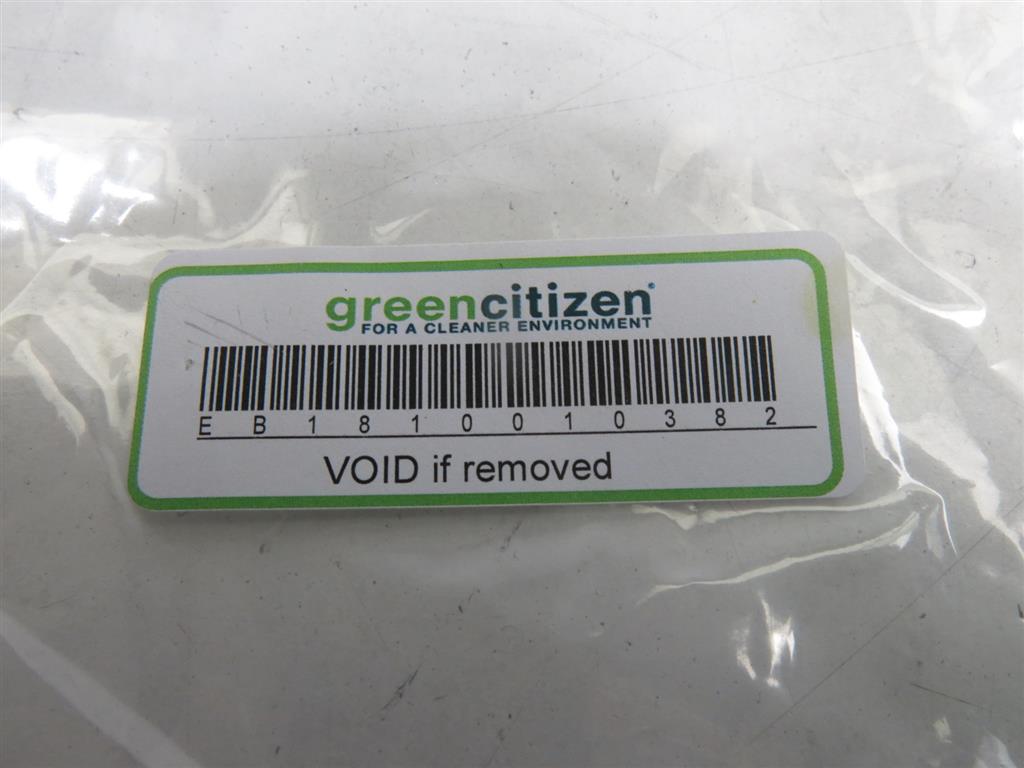 greencitizen
FOR A CLEANER ENVIRONMENT
EB1810010382
VOID if removed